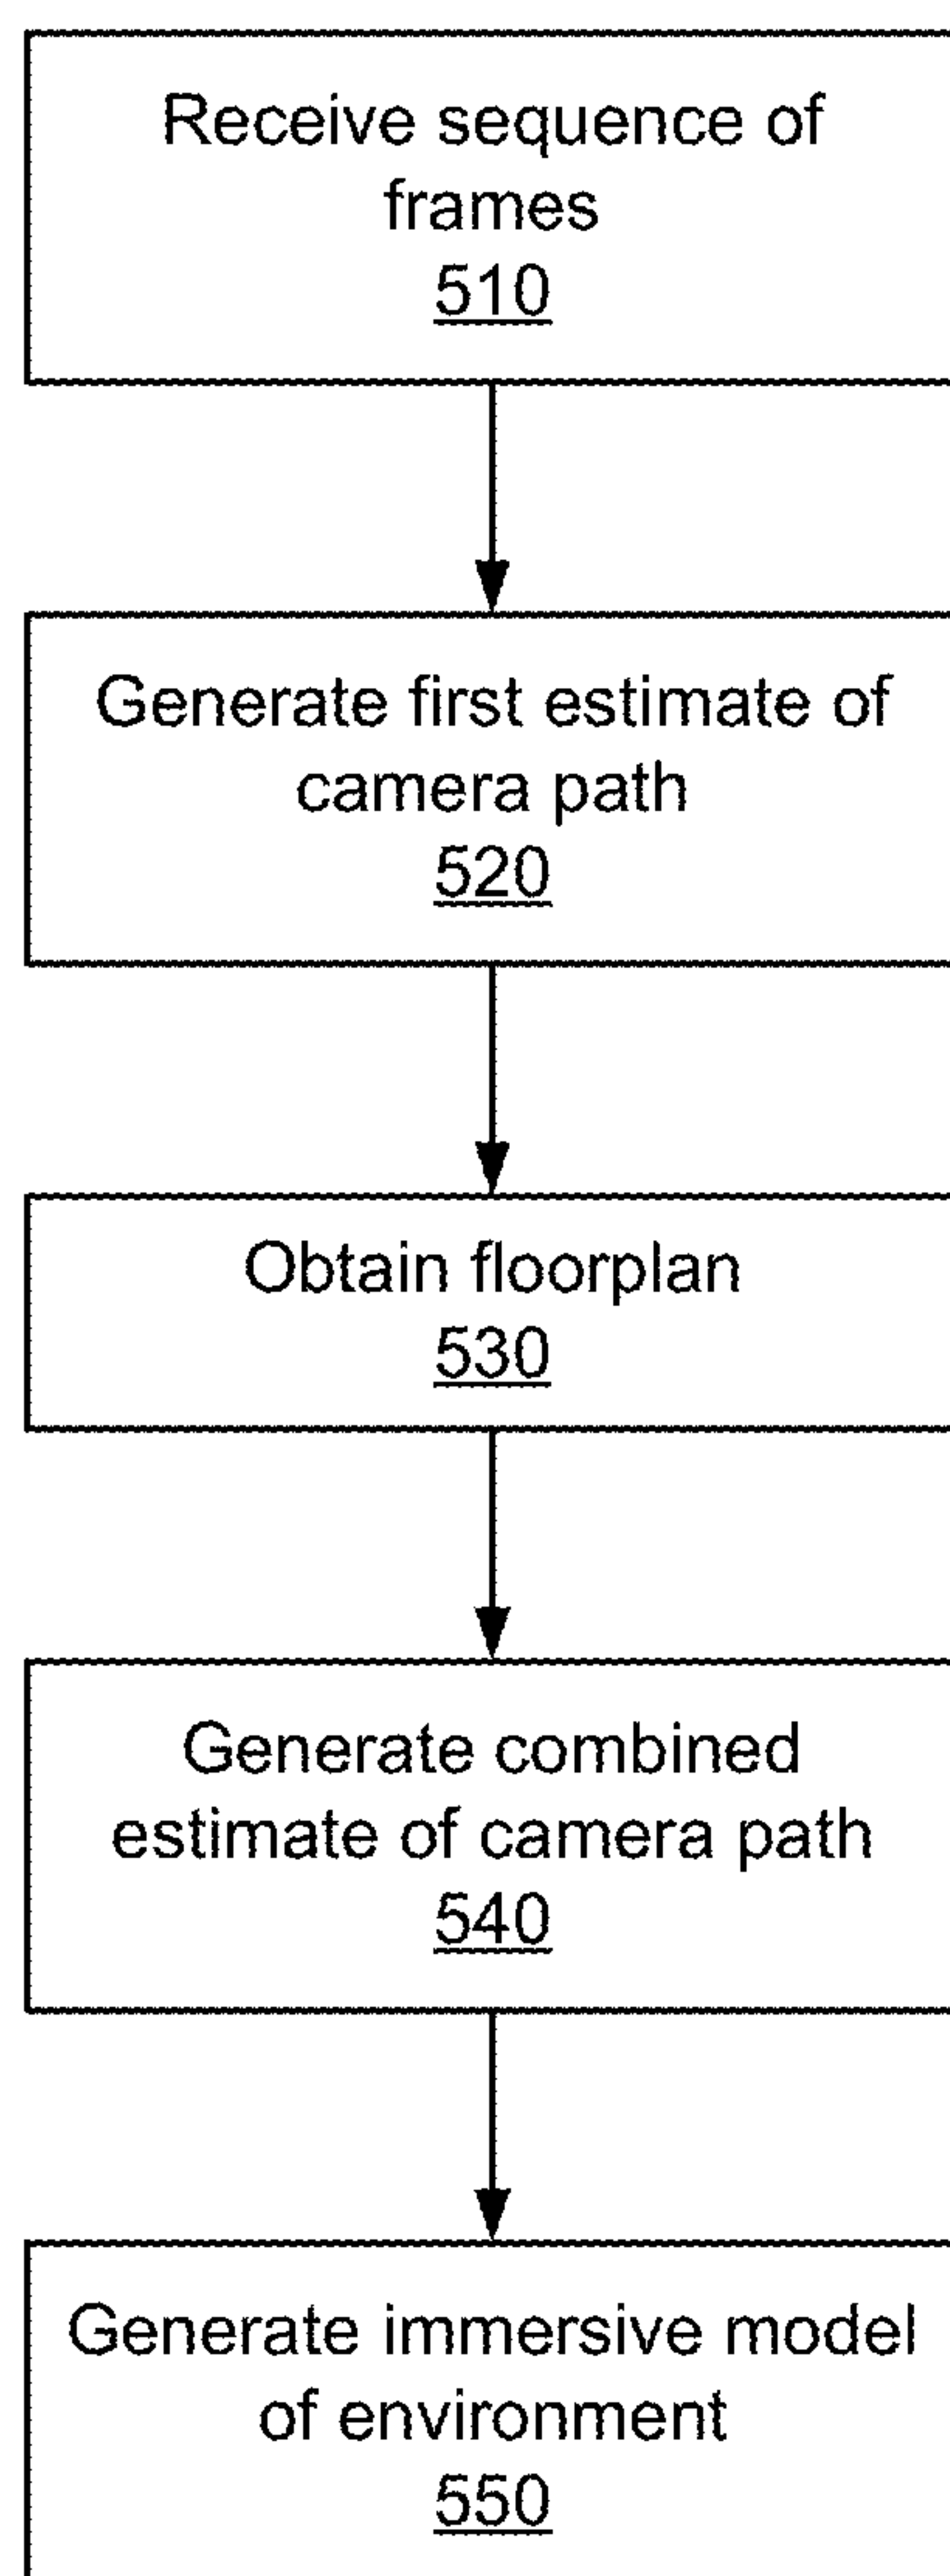 Receive sequence of
frames
510
Generate first estimate of
camera path
520
Obtain floorplan
530
Generate combined
estimate of camera path
540
Generate immersive model
of environment
550